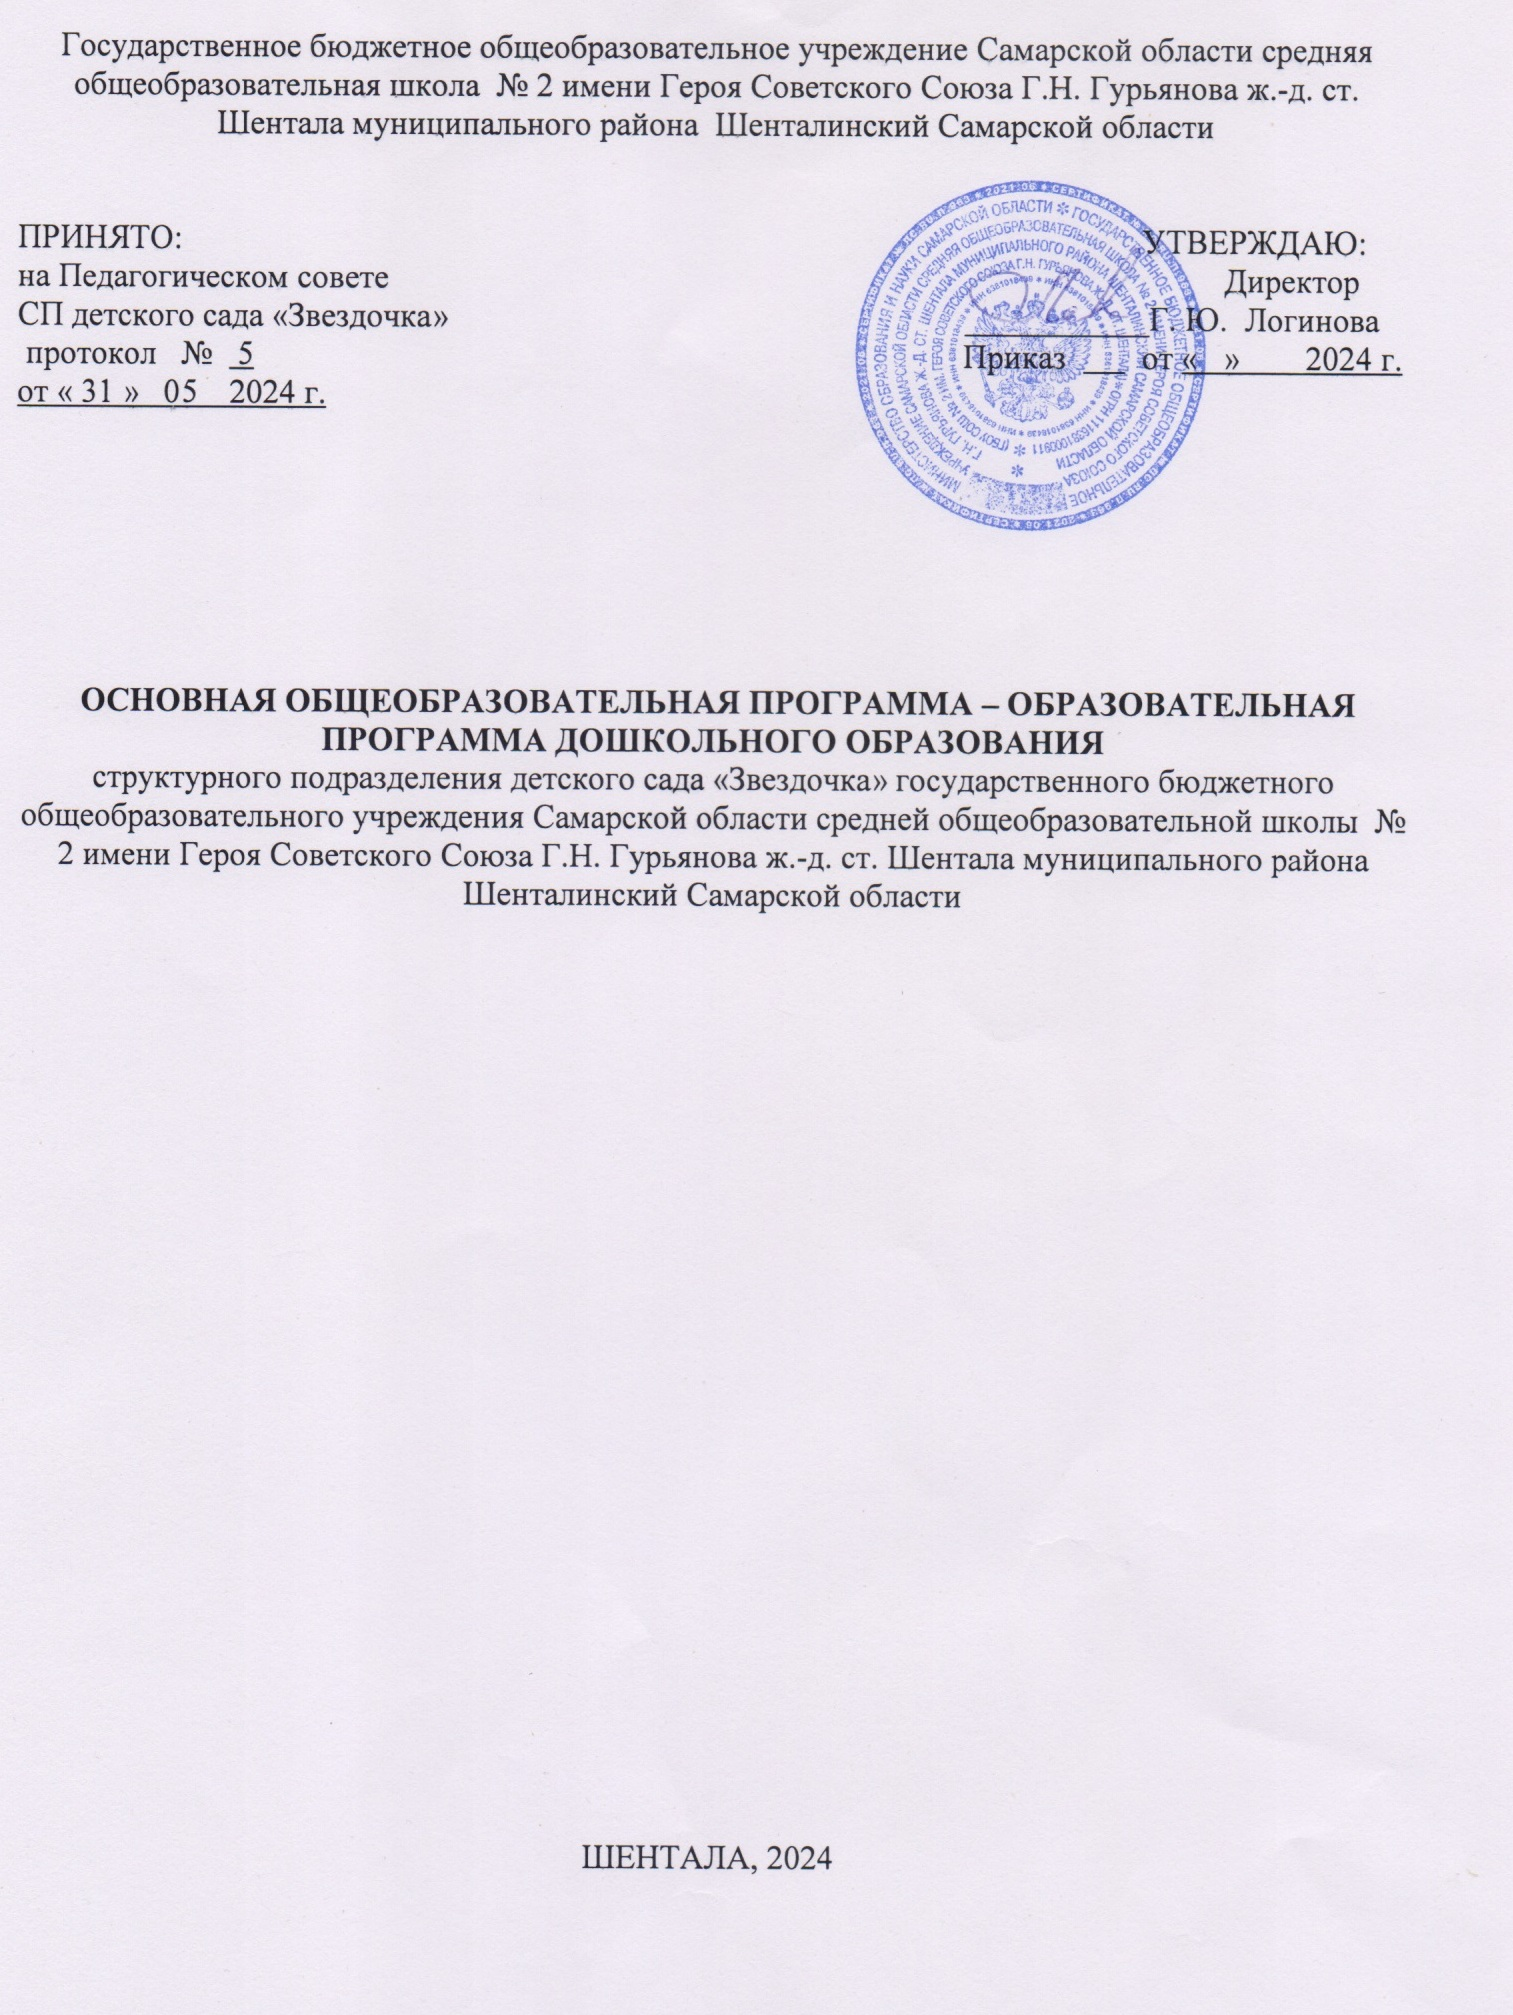 Государственное бюджетное общеобразовательное учреждение Самарской области средняя
общеобразовательная школа № 2 имени Героя Советского Союза Г.Н. Гурьянова ж.-д. ст.
Шентала муниципального района Шенталинский Самарской области
ПРИНЯТО:
на Педагогическом совете
СП детского сада «Звездочка»
протокол № 5
от « 31 » 05 2024 г.
УТВЕРЖДАЮ:
Директор
Г. Ю. Логинова
Приказ ___ от « » 2024 г.
ОСНОВНАЯ ОБЩЕОБРАЗОВАТЕЛЬНАЯ ПРОГРАММА – ОБРАЗОВАТЕЛЬНАЯ
ПРОГРАММА ДОШКОЛЬНОГО ОБРАЗОВАНИЯ
структурного подразделения детского сада «Звездочка» государственного бюджетного
общеобразовательного учреждения Самарской области средней общеобразовательной школы №
2 имени Героя Советского Союза Г.Н. Гурьянова ж.-д. ст. Шентала муниципального района
Шенталинский Самарской области
ШЕНТАЛА, 2024